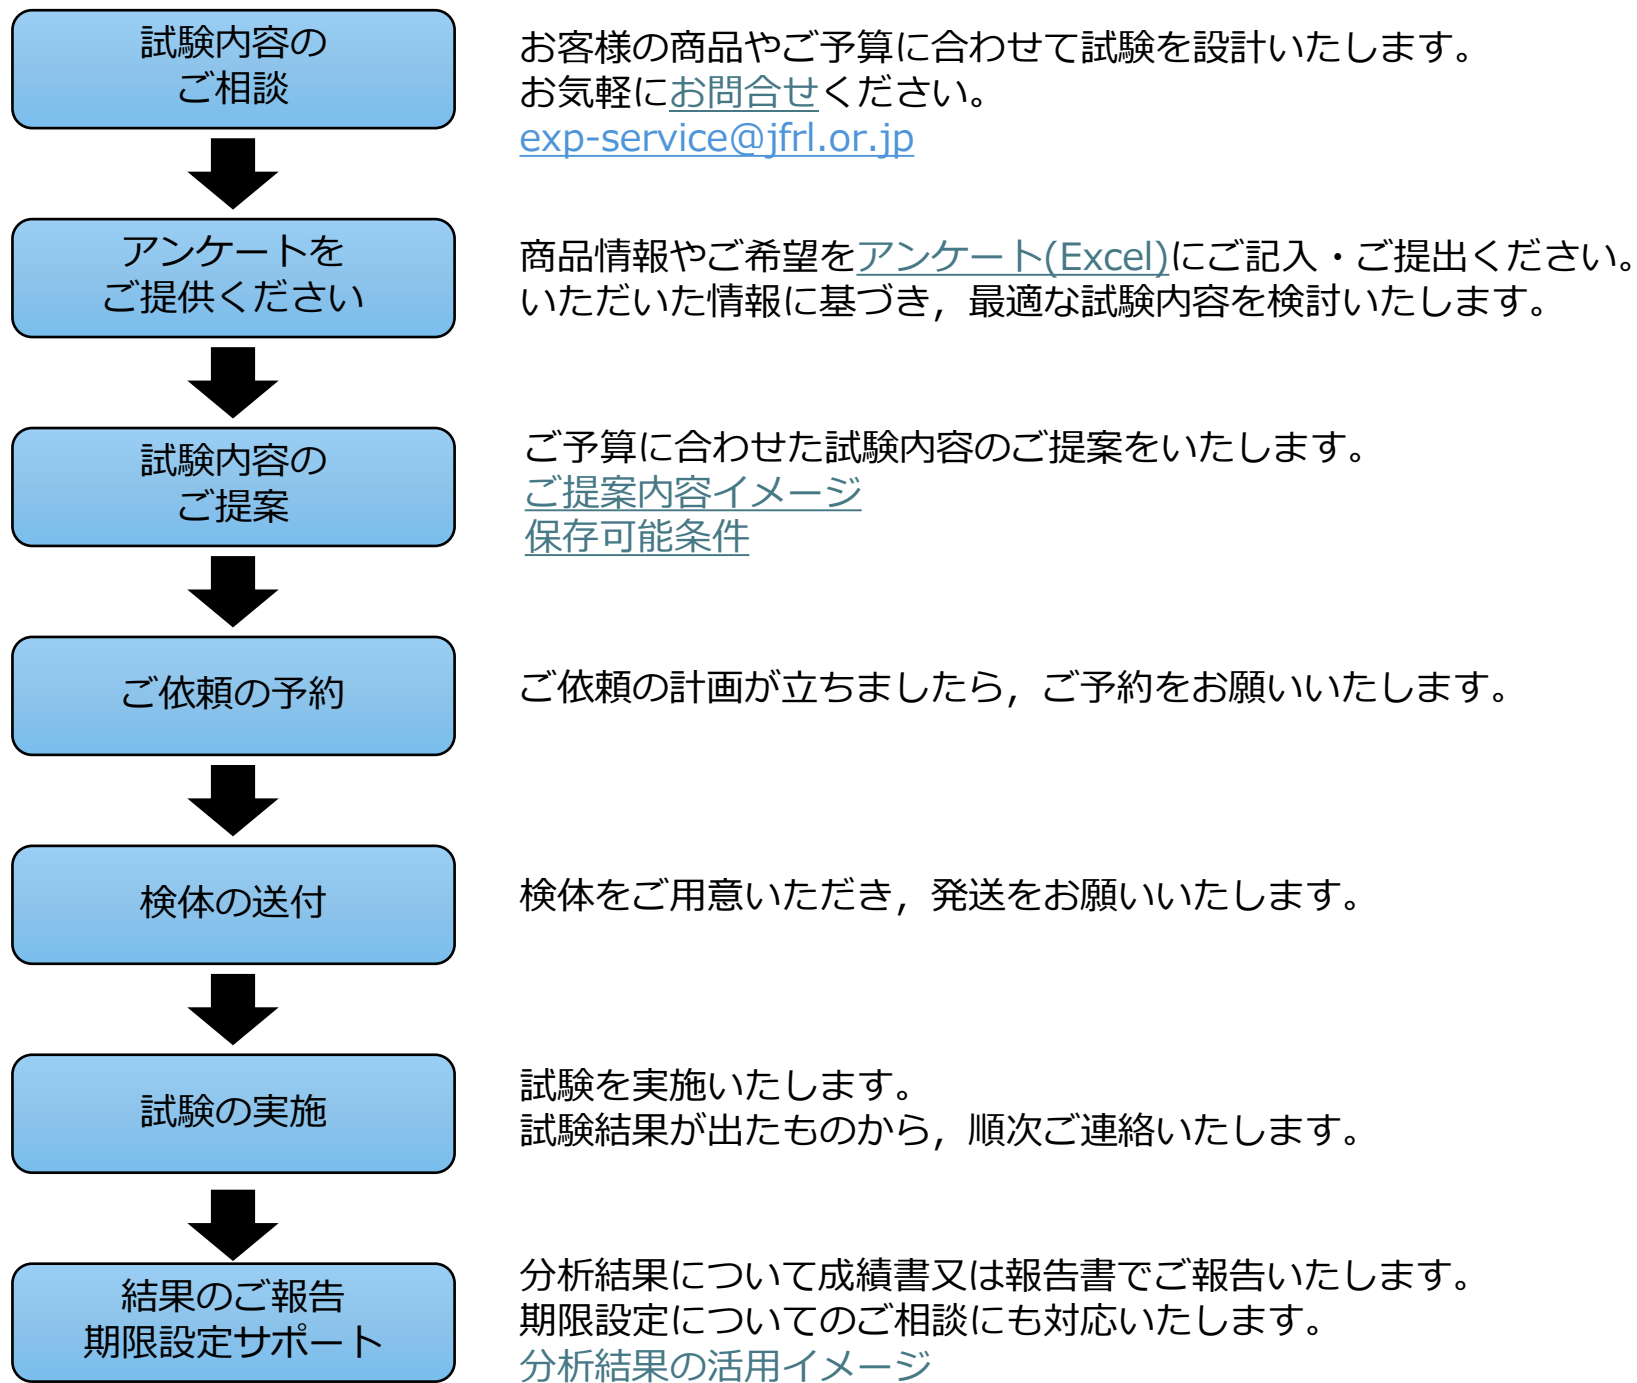 試験内容の
ご相談
お客様の商品やご予算に合わせて試験を設計いたします。
お気軽にお問合せください。
exp-service@jfrl.or.jp
アンケートを
ご提供ください
商品情報やご希望をアンケート(Excel)にご記入・ご提出ください。
いただいた情報に基づき，最適な試験内容を検討いたします。
試験内容の
ご提案
ご予算に合わせた試験内容のご提案をいたします。
ご提案内容イメージ
保存可能条件
ご依頼の予約
ご依頼の計画が立ちましたら，ご予約をお願いいたします。
検体の送付
検体をご用意いただき，発送をお願いいたします。
試験の実施
試験を実施いたします。
試験結果が出たものから，順次ご連絡いたします。
結果のご報告
期限設定サポート
分析結果について成績書又は報告書でご報告いたします。
期限設定についてのご相談にも対応いたします。
分析結果の活用イメージ